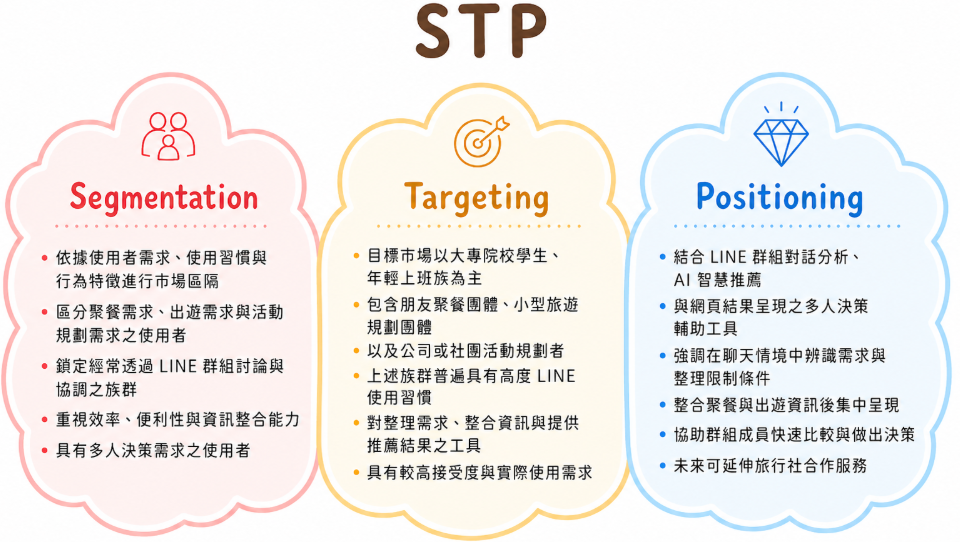 STP
Segmentation
• 依據使用者需求、使用習慣與
行為特徵進行市場區隔
• 區分聚餐需求、出遊需求與活動
規劃需求之使用者
• 鎖定經常透過 LINE 群組討論與
協調之族群
• 重視效率、便利性與資訊整合能力
• 具有多人決策需求之使用者
Targeting
• 目標市場以大專院校學生、
年輕上班族為主
• 包含朋友聚餐團體、小型旅遊
規劃團體
• 以及公司或社團活動規劃者
• 上述族群普遍具有高度 LINE
使用習慣
• 對整理需求、整合資訊與提供
推薦結果之工具
• 具有較高接受度與實際使用需求
Positioning
• 結合 LINE 群組對話分析、
AI 智慧推薦
• 與網頁結果呈現之多人決策
輔助工具
• 強調在聊天情境中辨識需求與
整理限制條件
• 整合聚餐與出遊資訊後集中呈現
• 協助群組成員快速比較與做出決策
• 未來可延伸旅行社合作服務